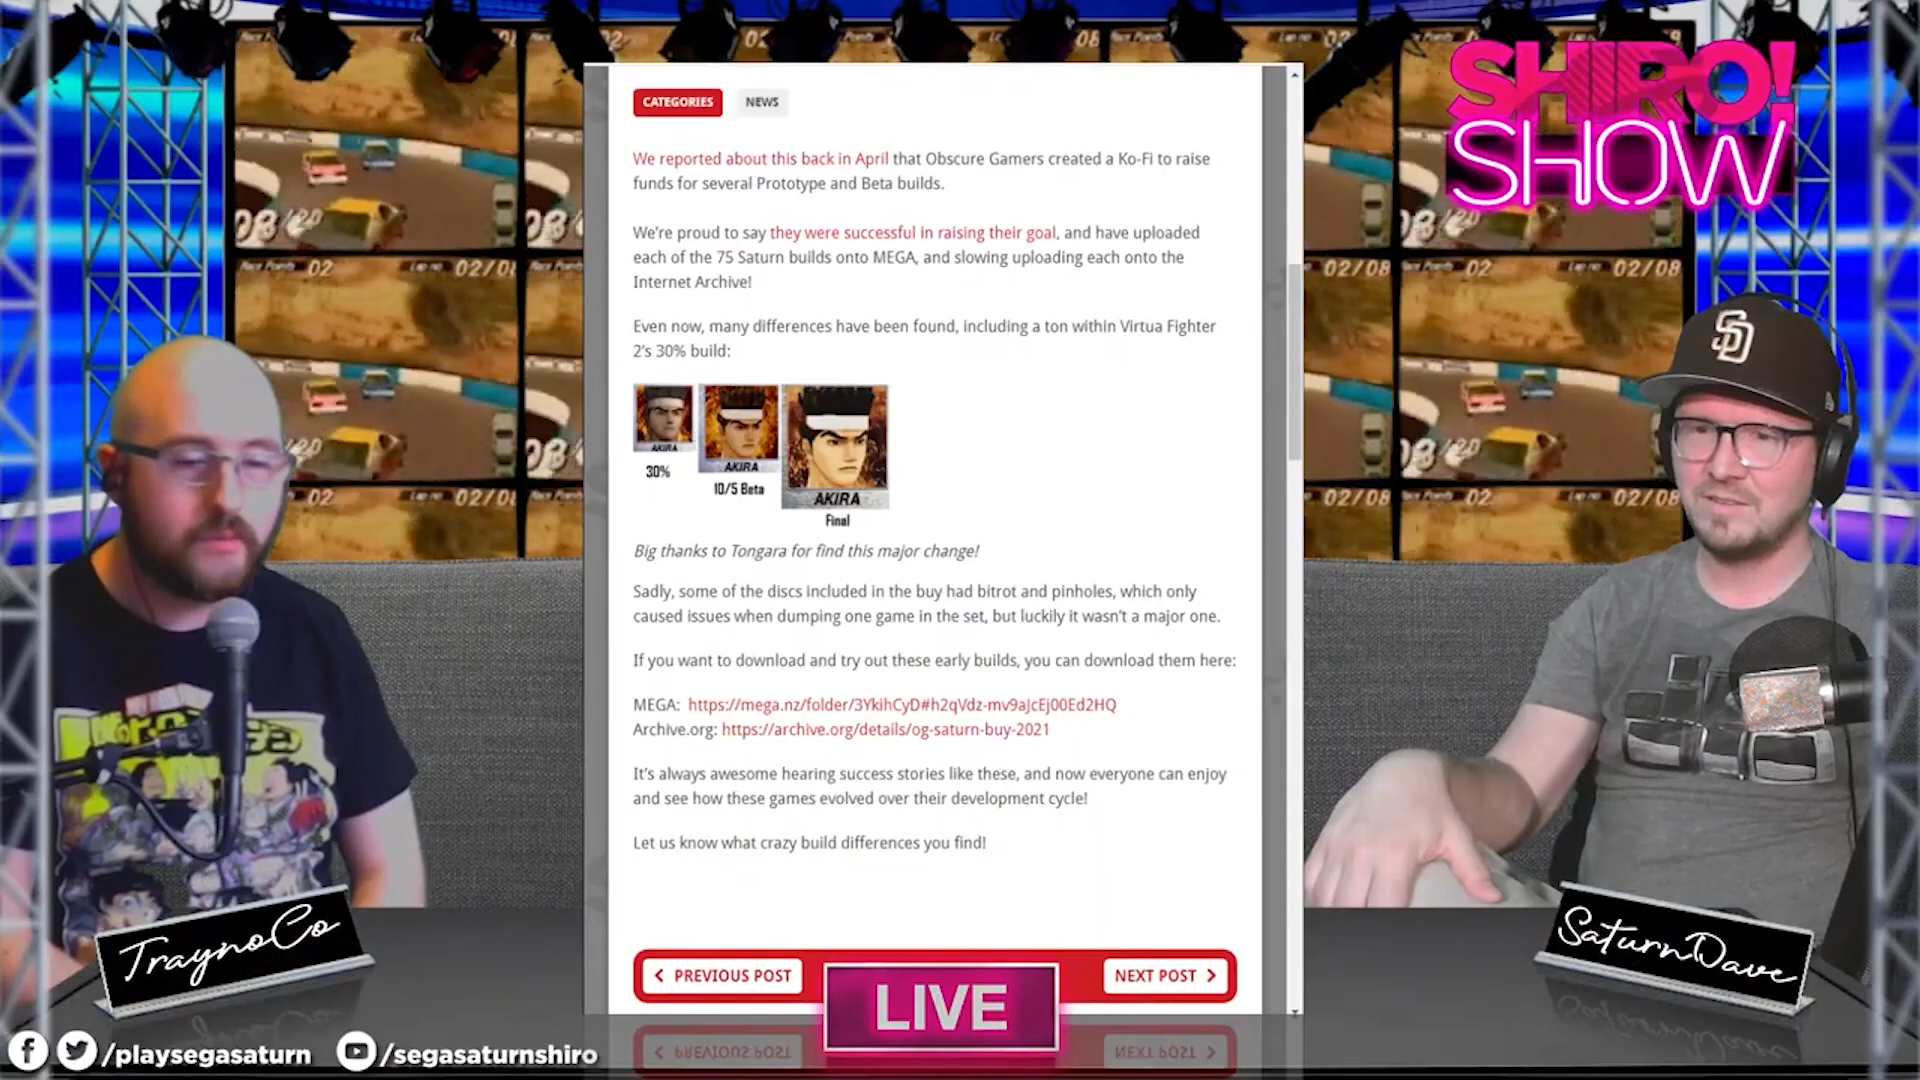 SHIRO!
SHOW
CATEGORIES
NEWS
We reported about this back in April that Obscure Gamers created a Ko-Fi to raise
funds for several Prototype and Beta builds.
We're proud to say they were successful in raising their goal, and have uploaded
each of the 75 Saturn builds onto MEGA, and slowing uploading each onto the
Internet Archive!
Even now, many differences have been found, including a ton within Virtua Fighter
2's 30% build:
AKIRA
30%
AKIRA
10/5 Beta
AKIRA
Final
Big thanks to Tongara for find this major change!
Sadly, some of the discs included in the buy had bitrot and pinholes, which only
caused issues when dumping one game in the set, but luckily it wasn't a major one.
If you want to download and try out these early builds, you can download them here:
MEGA: https://mega.nz/folder/3YkihCyD#h2qVdz-mv9aJcEj00Ed2HQ
Archive.org: https://archive.org/details/og-saturn-buy-2021
It's always awesome hearing success stories like these, and now everyone can enjoy
and see how these games evolved over their development cycle!
Let us know what crazy build differences you find!
PREVIOUS POST
NEXT POST
LIVE
TraynoCo
SaturnDave
/playsegasaturn
/segasaturnshiro
SD
Race Points 02
Lap no. 02/08